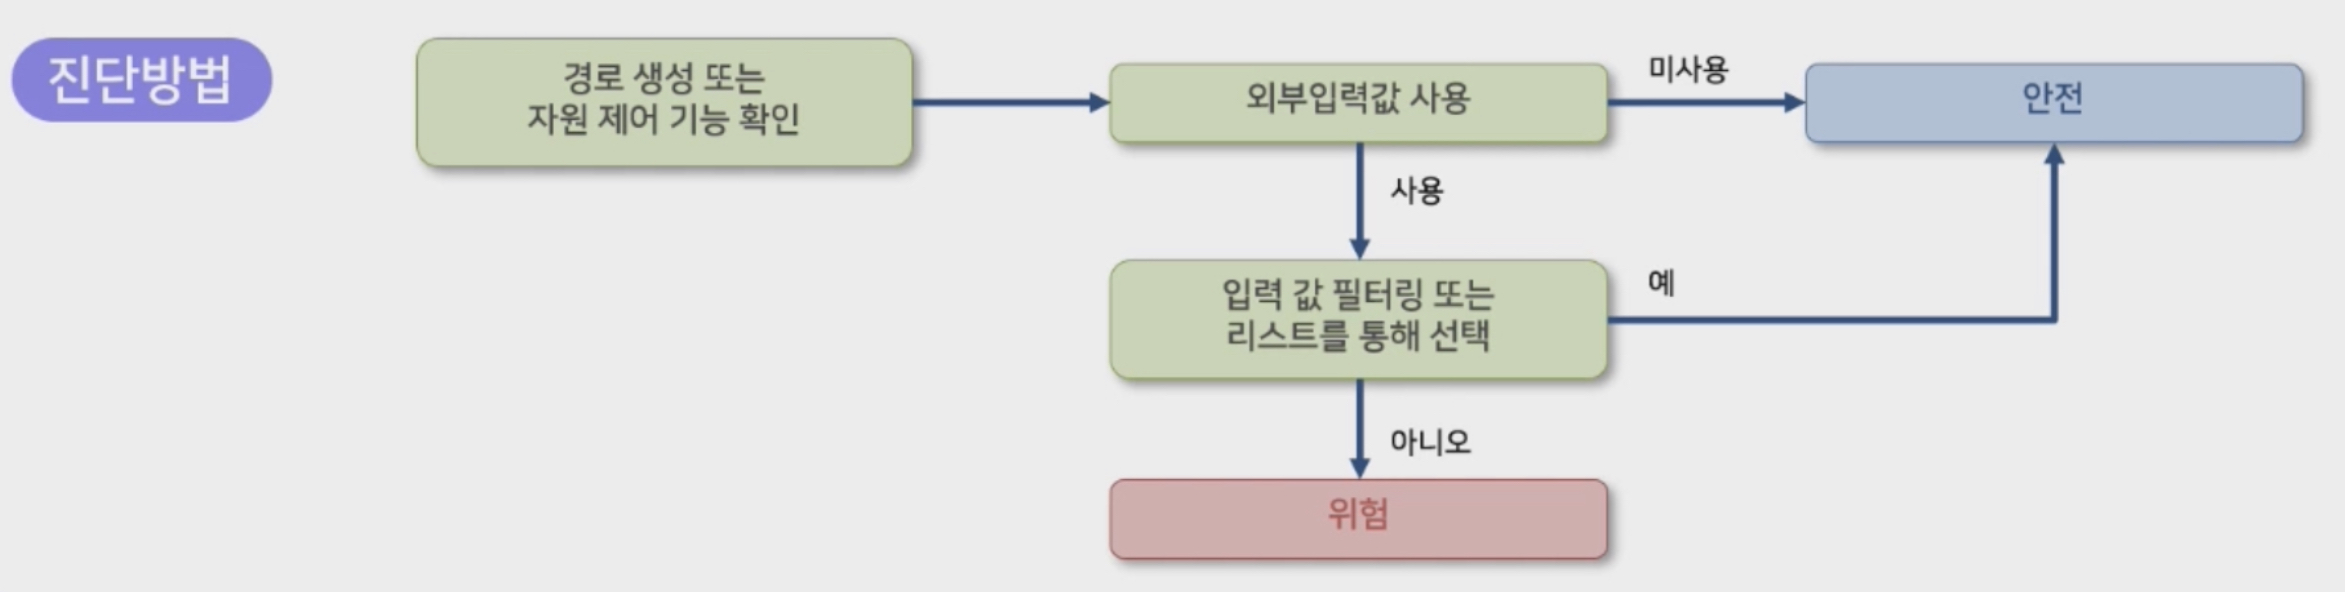 진단방법
경로 생성 또는
자원 제어 기능 확인
외부입력값 사용
미사용
안전
사용
입력 값 필터링 또는
리스트를 통해 선택
예
아니오
위험